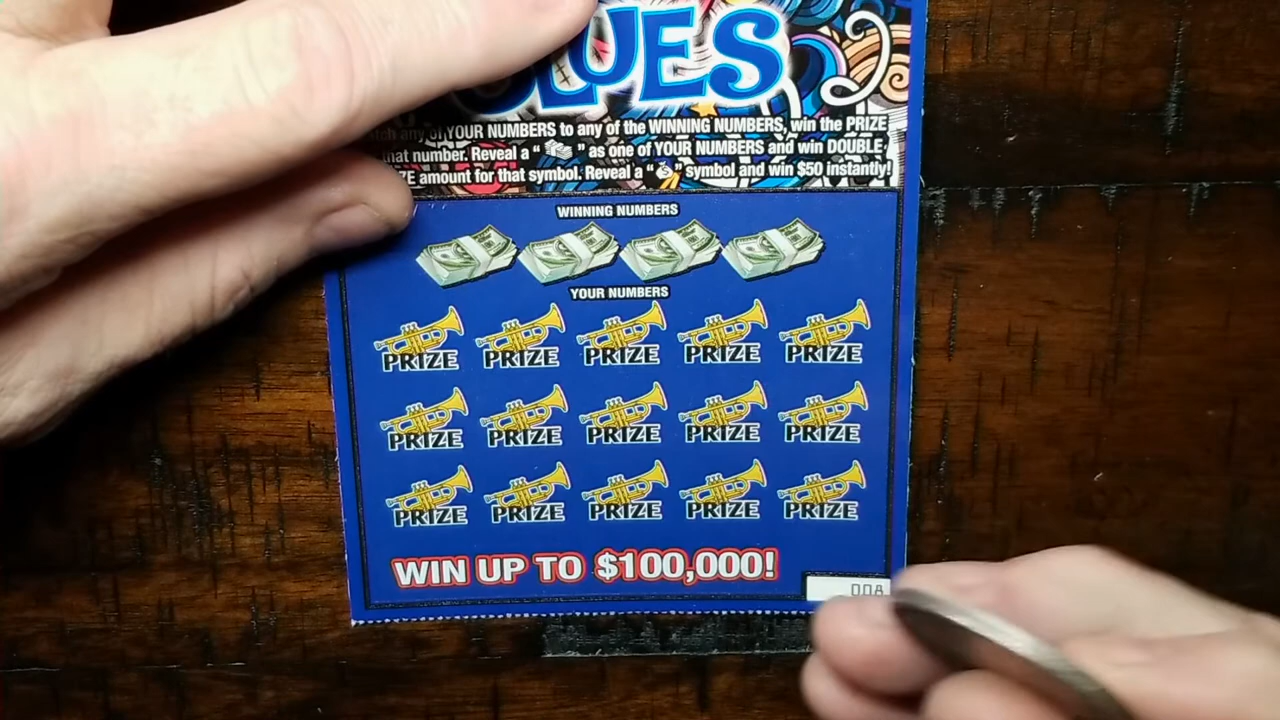 BLUES
any of YOUR NUMBERS to any of the WINNING NUMBERS, win the PRIZE
that number. Reveal a " " as one of YOUR NUMBERS and win DOUBLE
amount for that symbol. Reveal a " " symbol and win $50 instantly!
WINNING NUMBERS
YOUR NUMBERS
PRIZE PRIZE PRIZE PRIZE PRIZE
PRIZE PRIZE PRIZE PRIZE PRIZE
PRIZE PRIZE PRIZE PRIZE PRIZE
WIN UP TO $100,000!
008